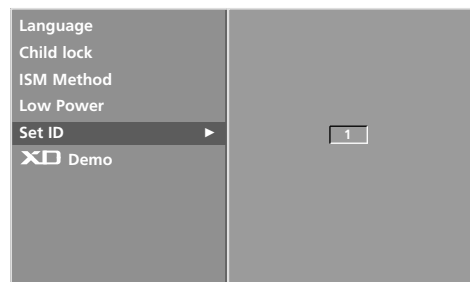 Language
Child lock
ISM Method
Low Power
Set ID ► 1
XD Demo